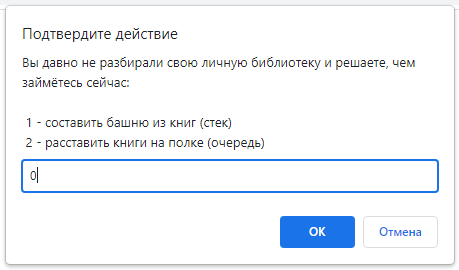 Подтвердите действие
Вы давно не разбирали свою личную библиотеку и решаете, чем
займётесь сейчас:
1 - составить башню из книг (стек)
2 - расставить книги на полке (очередь)
0
ОК
Отмена